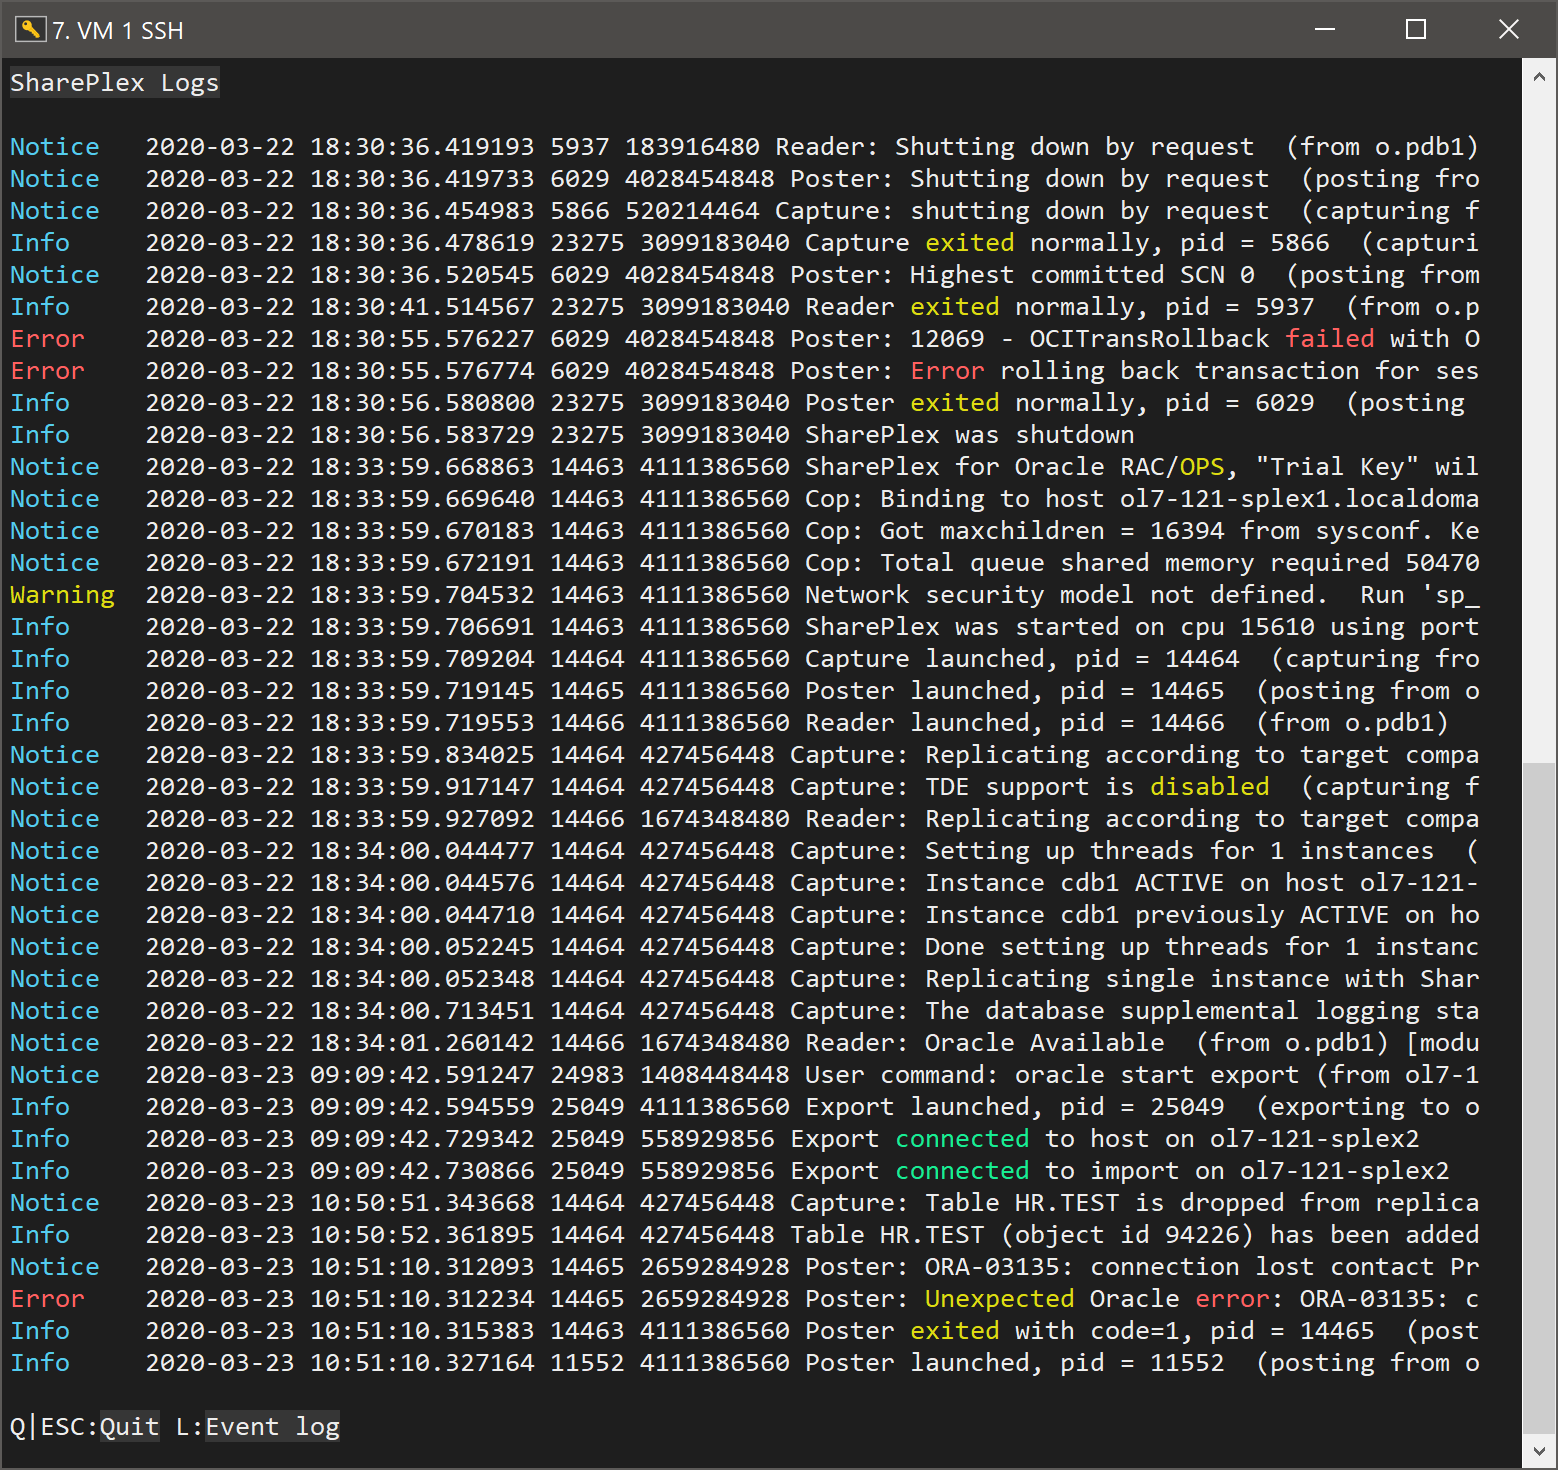 7. VM 1 SSH
SharePlex Logs
Notice 2020-03-22 18:30:36.419193 5937 183916480 Reader: Shutting down by request (from o.pdb1)
Notice 2020-03-22 18:30:36.419733 6029 4028454848 Poster: Shutting down by request (posting fro
Notice 2020-03-22 18:30:36.454983 5866 520214464 Capture: shutting down by request (capturing f
Info 2020-03-22 18:30:36.478619 23275 3099183040 Capture exited normally, pid = 5866 (capturi
Notice 2020-03-22 18:30:36.520545 6029 4028454848 Poster: Highest committed SCN 0 (posting from
Info 2020-03-22 18:30:41.514567 23275 3099183040 Reader exited normally, pid = 5937 (from o.p
Error 2020-03-22 18:30:55.576227 6029 4028454848 Poster: 12069 - OCITransRollback failed with O
Error 2020-03-22 18:30:55.576774 6029 4028454848 Poster: Error rolling back transaction for ses
Info 2020-03-22 18:30:56.580800 23275 3099183040 Poster exited normally, pid = 6029 (posting
Info 2020-03-22 18:30:56.583729 23275 3099183040 SharePlex was shutdown
Notice 2020-03-22 18:33:59.668863 14463 4111386560 SharePlex for Oracle RAC/OPS, "Trial Key" wil
Notice 2020-03-22 18:33:59.669640 14463 4111386560 Cop: Binding to host ol7-121-splex1.localdoma
Notice 2020-03-22 18:33:59.670183 14463 4111386560 Cop: Got maxchildren = 16394 from sysconf. Ke
Notice 2020-03-22 18:33:59.672191 14463 4111386560 Cop: Total queue shared memory required 50470
Warning 2020-03-22 18:33:59.704532 14463 4111386560 Network security model not defined. Run 'sp_
Info 2020-03-22 18:33:59.706691 14463 4111386560 SharePlex was started on cpu 15610 using port
Info 2020-03-22 18:33:59.709204 14464 4111386560 Capture launched, pid = 14464 (capturing fro
Info 2020-03-22 18:33:59.719145 14465 4111386560 Poster launched, pid = 14465 (posting from o
Info 2020-03-22 18:33:59.719553 14466 4111386560 Reader launched, pid = 14466 (from o.pdb1)
Notice 2020-03-22 18:33:59.834025 14464 427456448 Capture: Replicating according to target compa
Notice 2020-03-22 18:33:59.917147 14464 427456448 Capture: TDE support is disabled (capturing f
Notice 2020-03-22 18:33:59.927092 14466 1674348480 Reader: Replicating according to target compa
Notice 2020-03-22 18:34:00.044477 14464 427456448 Capture: Setting up threads for 1 instances (
Notice 2020-03-22 18:34:00.044576 14464 427456448 Capture: Instance cdb1 ACTIVE on host ol7-121-
Notice 2020-03-22 18:34:00.044710 14464 427456448 Capture: Instance cdb1 previously ACTIVE on ho
Notice 2020-03-22 18:34:00.052245 14464 427456448 Capture: Done setting up threads for 1 instanc
Notice 2020-03-22 18:34:00.052348 14464 427456448 Capture: Replicating single instance with Shar
Notice 2020-03-22 18:34:00.713451 14464 427456448 Capture: The database supplemental logging sta
Notice 2020-03-22 18:34:01.260142 14466 1674348480 Reader: Oracle Available (from o.pdb1) [modu
Notice 2020-03-23 09:09:42.591247 24983 1408448448 User command: oracle start export (from ol7-1
Info 2020-03-23 09:09:42.594559 25049 4111386560 Export launched, pid = 25049 (exporting to o
Info 2020-03-23 09:09:42.729342 25049 558929856 Export connected to host on ol7-121-splex2
Info 2020-03-23 09:09:42.730866 25049 558929856 Export connected to import on ol7-121-splex2
Notice 2020-03-23 10:50:51.343668 14464 427456448 Capture: Table HR.TEST is dropped from replica
Info 2020-03-23 10:50:52.361895 14464 427456448 Table HR.TEST (object id 94226) has been added
Notice 2020-03-23 10:51:10.312093 14465 2659284928 Poster: ORA-03135: connection lost contact Pr
Error 2020-03-23 10:51:10.312234 14465 2659284928 Poster: Unexpected Oracle error: ORA-03135: c
Info 2020-03-23 10:51:10.315383 14463 4111386560 Poster exited with code=1, pid = 14465 (post
Info 2020-03-23 10:51:10.327164 11552 4111386560 Poster launched, pid = 11552 (posting from o
Q|ESC:Quit L:Event log